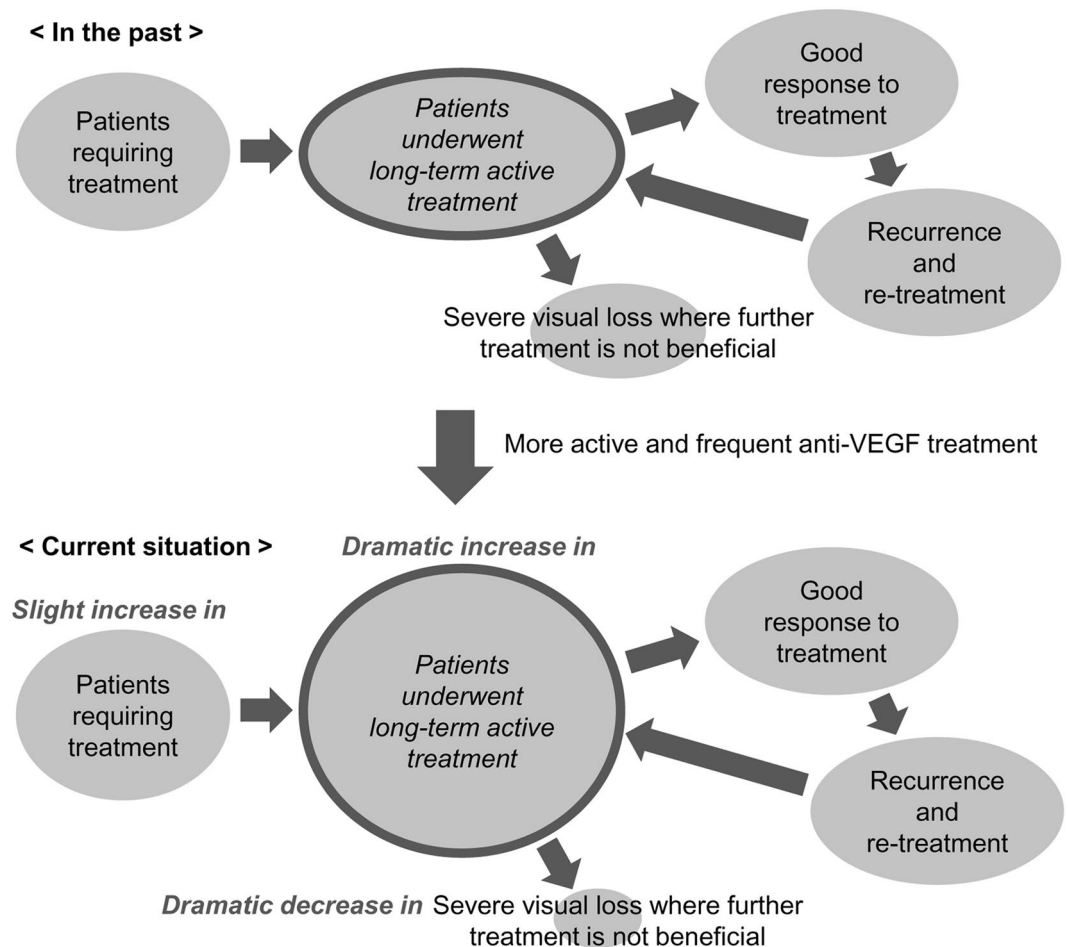 < In the past >
Patients
requiring
treatment
Patients
underwent
long-term active
treatment
Good
response to
treatment
Recurrence
and
re-treatment
Severe visual loss where further
treatment is not beneficial
More active and frequent anti-VEGF treatment
< Current situation >
Slight increase in
Patients
requiring
treatment
Dramatic increase in
Patients
underwent
long-term active
treatment
Good
response to
treatment
Recurrence
and
re-treatment
Dramatic decrease in Severe visual loss where further
treatment is not beneficial